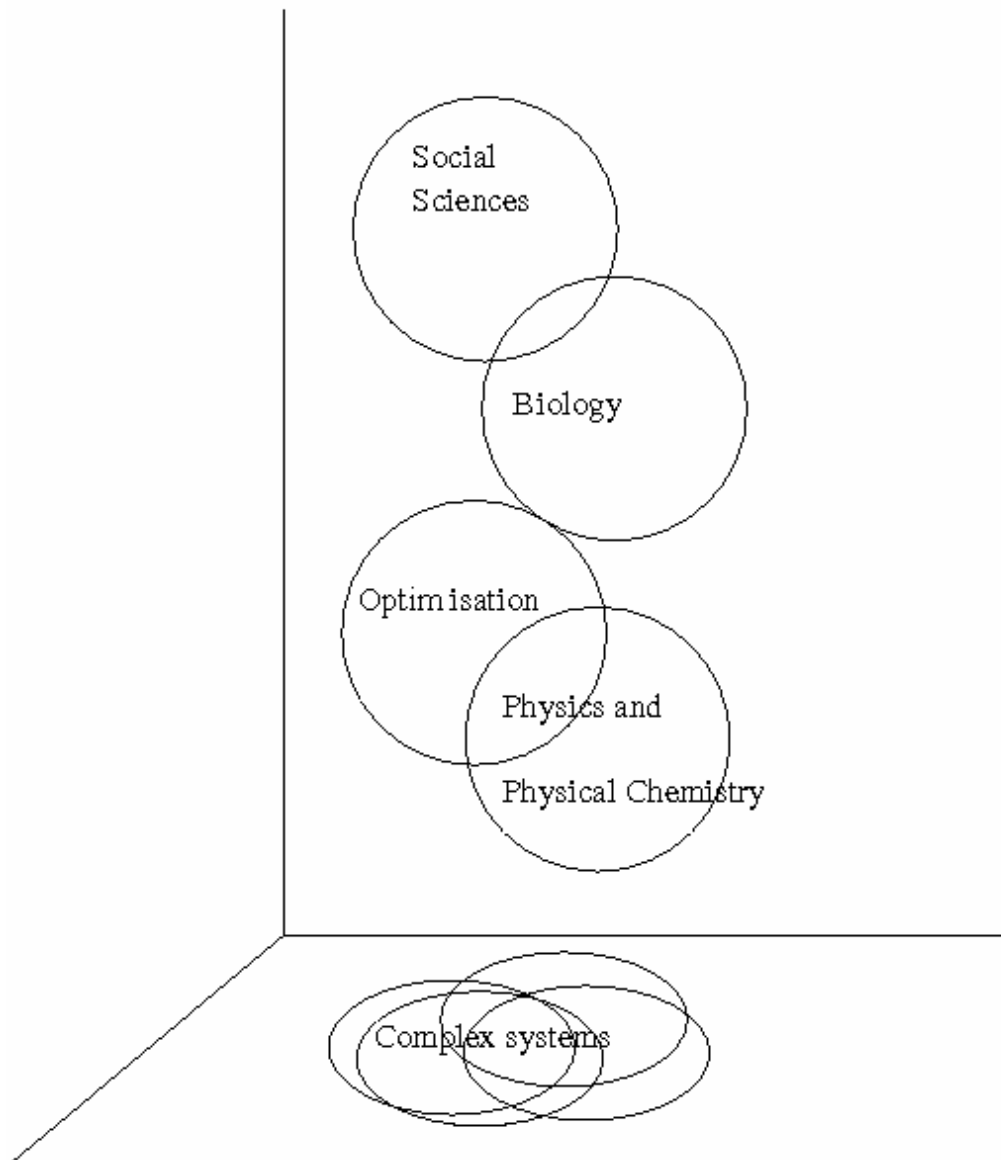 Social
Sciences
Biology
Optimisation
Physics and
Physical Chemistry
Complex systems